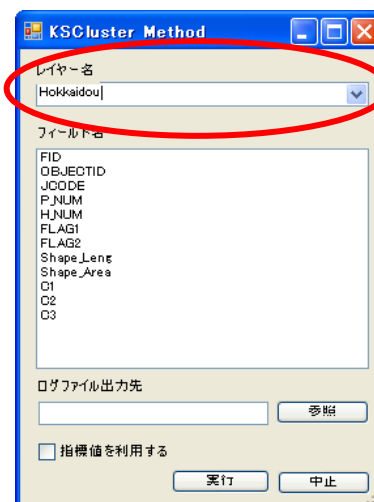 KSCluster Method
レイヤー名
Hokkaidou
フィールド名
FID
OBJECTID
JCODE
P_NUM
H_NUM
FLAG1
FLAG2
Shape_Leng
Shape_Area
C1
C2
C3
ログファイル出力先
参照
指標値を利用する
実行 中止